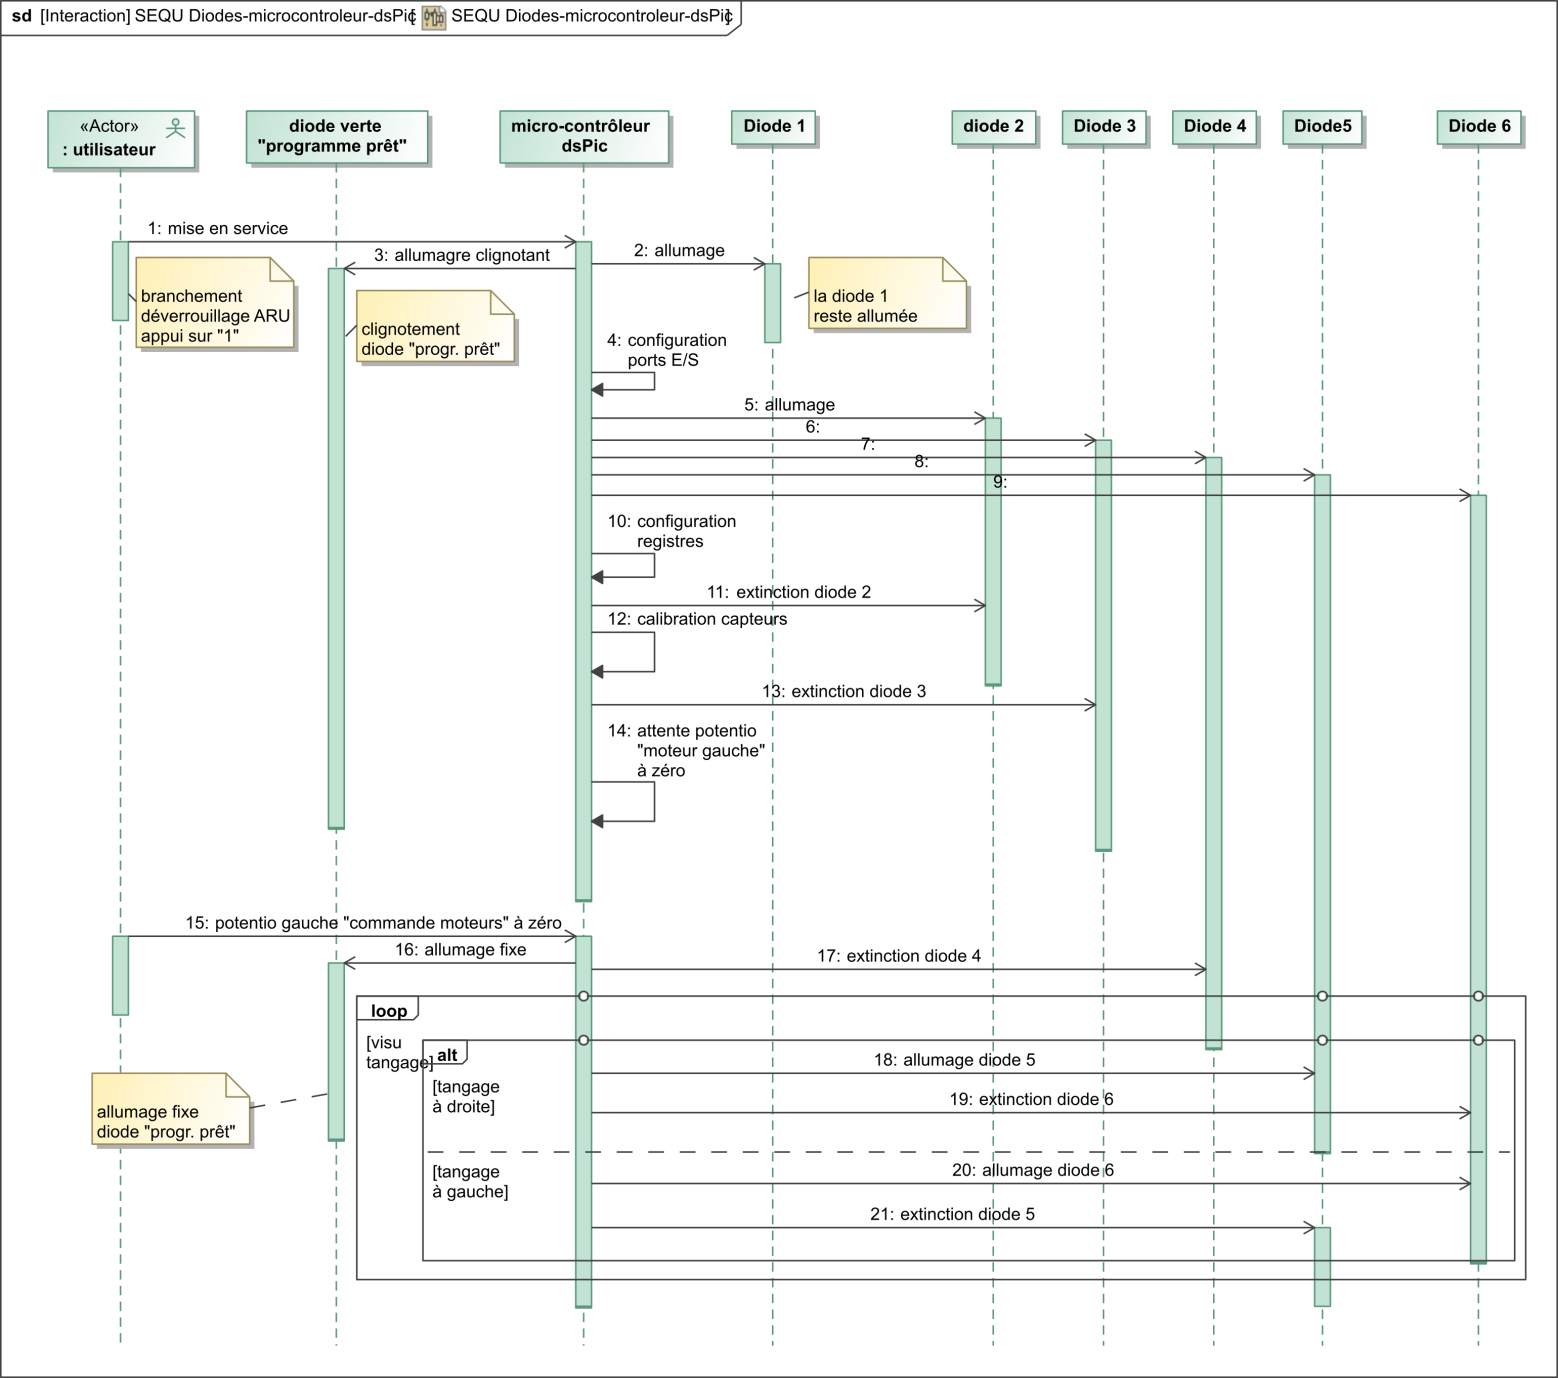 sd [Interaction] SEQU Diodes-microcontroleur-dsPic[ SEQU Diodes-microcontroleur-dsPic]
«Actor»
: utilisateur
diode verte
"programme prêt"
micro-contrôleur
dsPic
Diode 1
diode 2
Diode 3
Diode 4
Diode5
Diode 6
1: mise en service
3: allumagre clignotant
2: allumage
branchement
déverrouillage ARU
appui sur "1"
clignotement
diode "progr. prêt"
la diode 1
reste allumée
4: configuration
ports E/S
5: allumage
6:
7:
8:
9:
10: configuration
registres
11: extinction diode 2
12: calibration capteurs
13: extinction diode 3
14: attente potentio
"moteur gauche"
à zéro
15: potentio gauche "commande moteurs" à zéro
16: allumage fixe
17: extinction diode 4
loop
[visu
tangage]
alt
18: allumage diode 5
[tangage
à droite]
19: extinction diode 6
allumage fixe
diode "progr. prêt"
[tangage
à gauche]
20: allumage diode 6
21: extinction diode 5